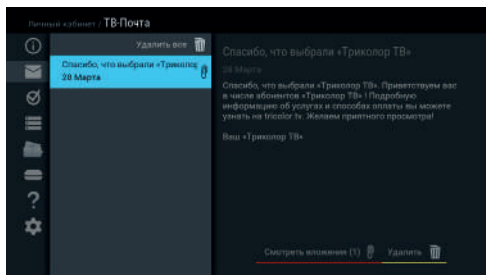 Личный кабинет / ТВ-Почта
Удалить все
Спасибо, что выбрали «Триколор
28 Марта
Спасибо, что выбрали «Триколор ТВ»
28 Марта
Спасибо, что выбрали «Триколор ТВ». Приветствуем вас
в числе абонентов «Триколор ТВ» ! Подробную
информацию об услугах и способах оплаты вы можете
узнать на tricolor.tv. Желаем приятного просмотра!
Ваш «Триколор ТВ»
Смотреть вложения (1)
Удалить